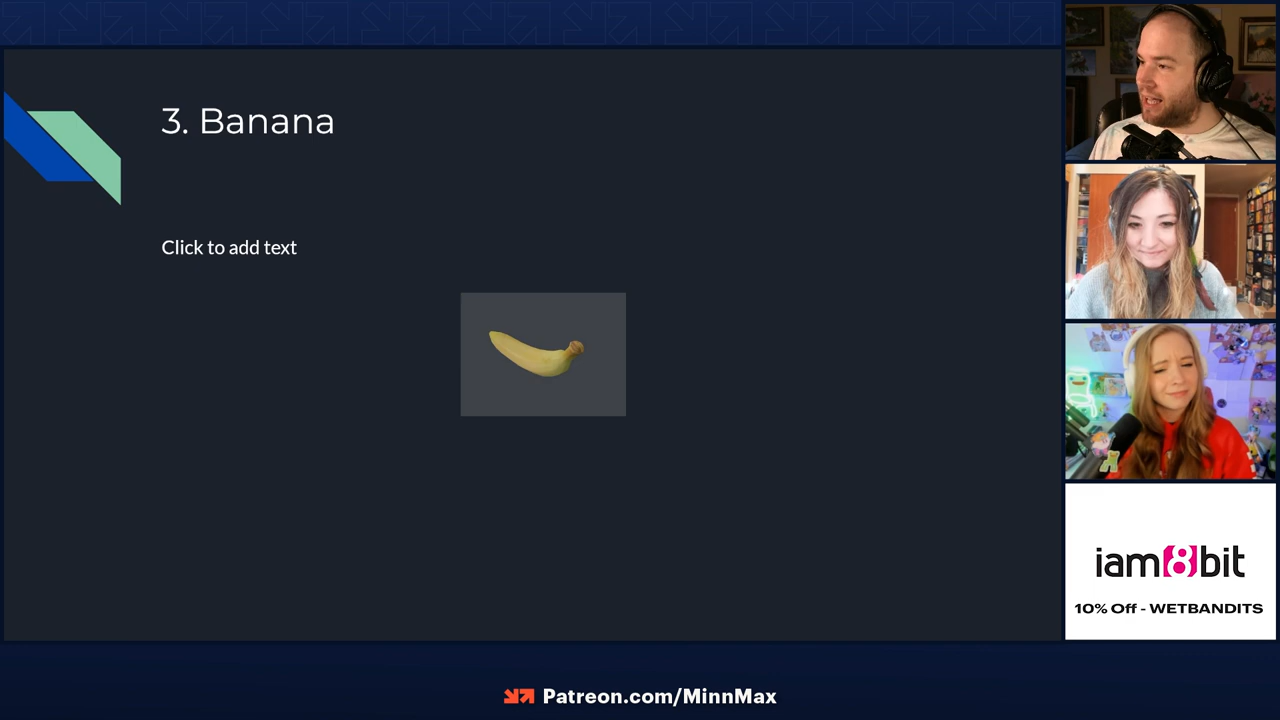 3. Banana
Click to add text
iam8bit
10% Off - WETBANDITS
Patreon.com/MinnMax